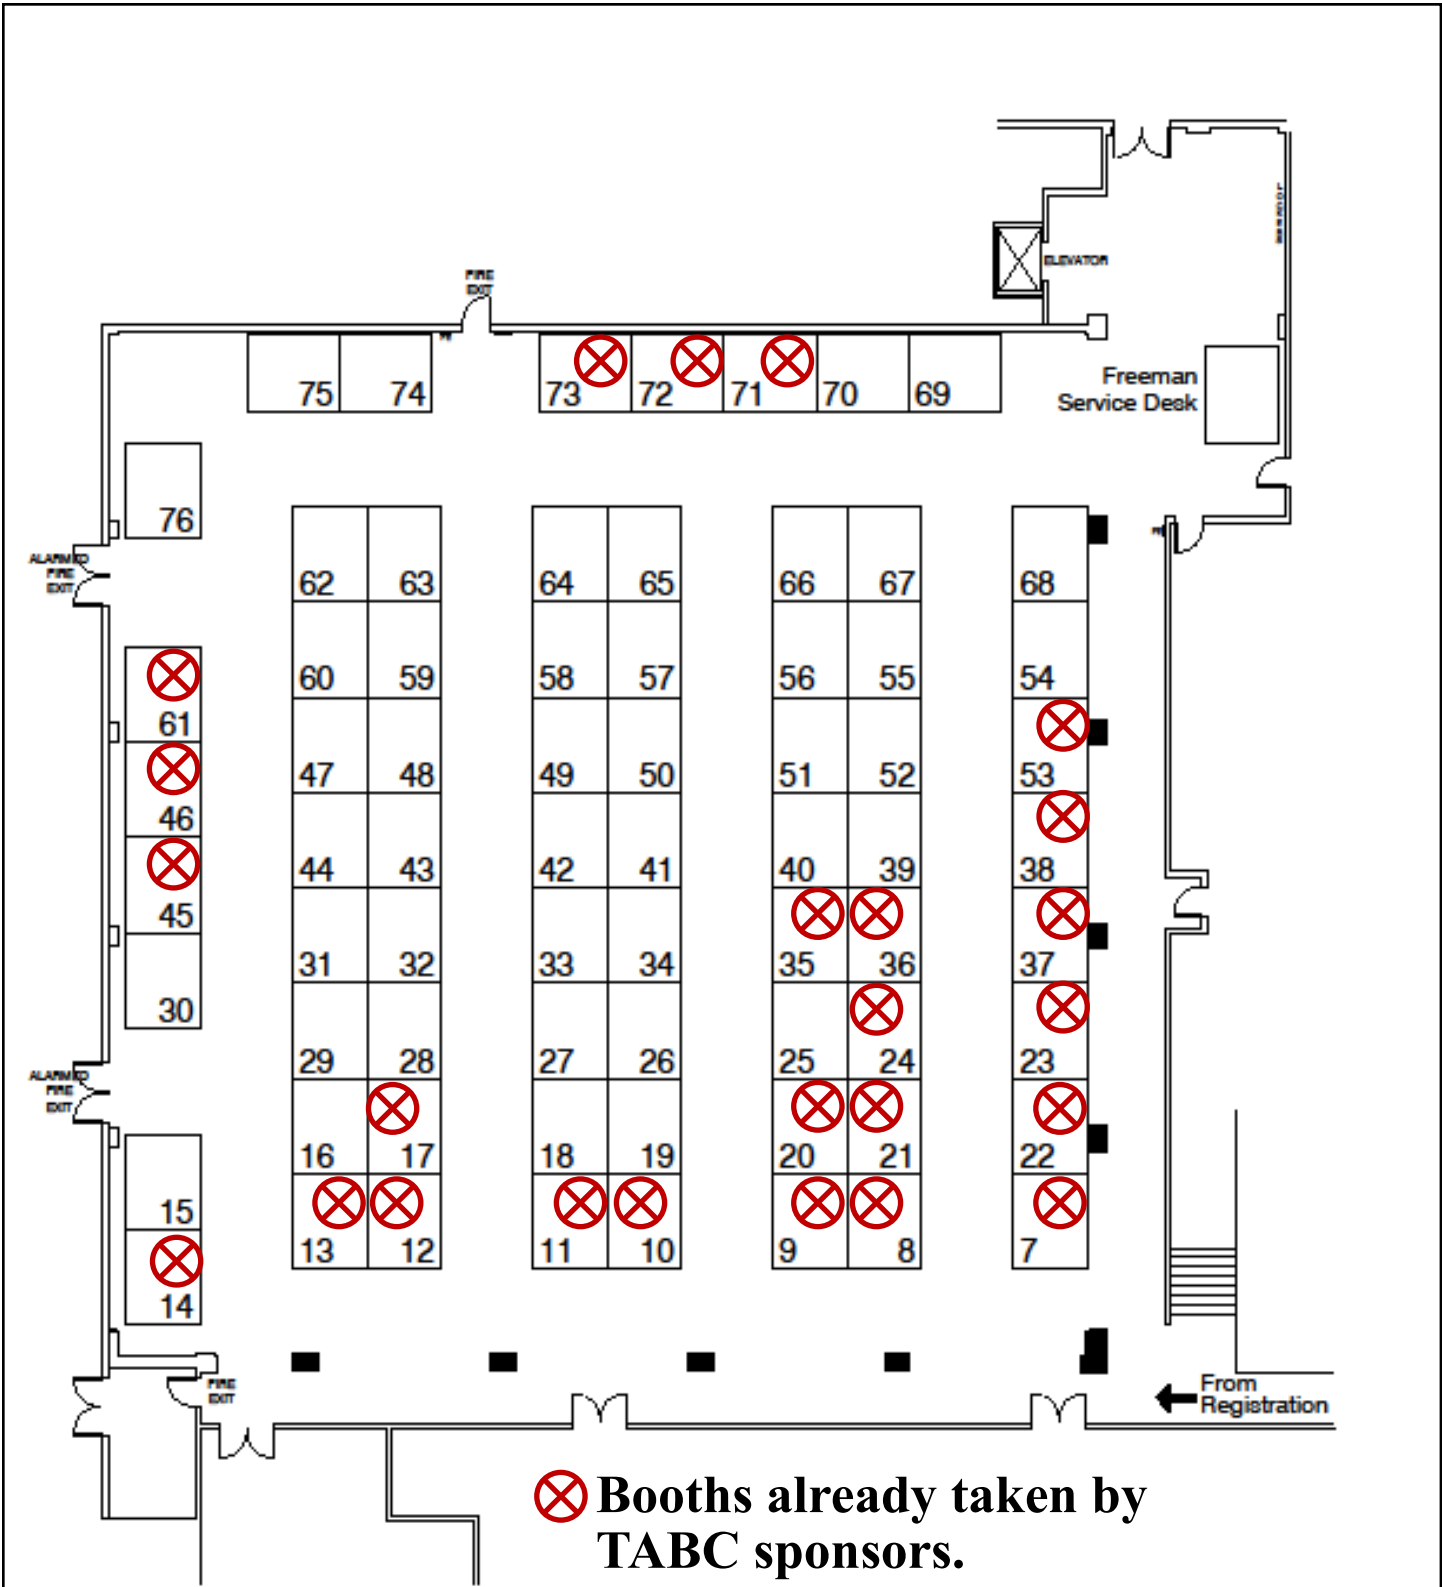 ELEVATOR
FIRE
EXIT
75 74 73 72 71 70 69
Freeman
Service Desk
76
ALARMED
FIRE
EXIT
62 63 64 65 66 67 68
60 59 58 57 56 55 54
61
47 48 49 50 51 52 53
46
44 43 42 41 40 39 38
45
31 32 33 34 35 36 37
30
29 28 27 26 25 24 23
ALARMED
FIRE
EXIT
16 17 18 19 20 21 22
15
13 12 11 10 9 8 7
14
FIRE
EXIT
From
Registration
Booths already taken by
TABC sponsors.